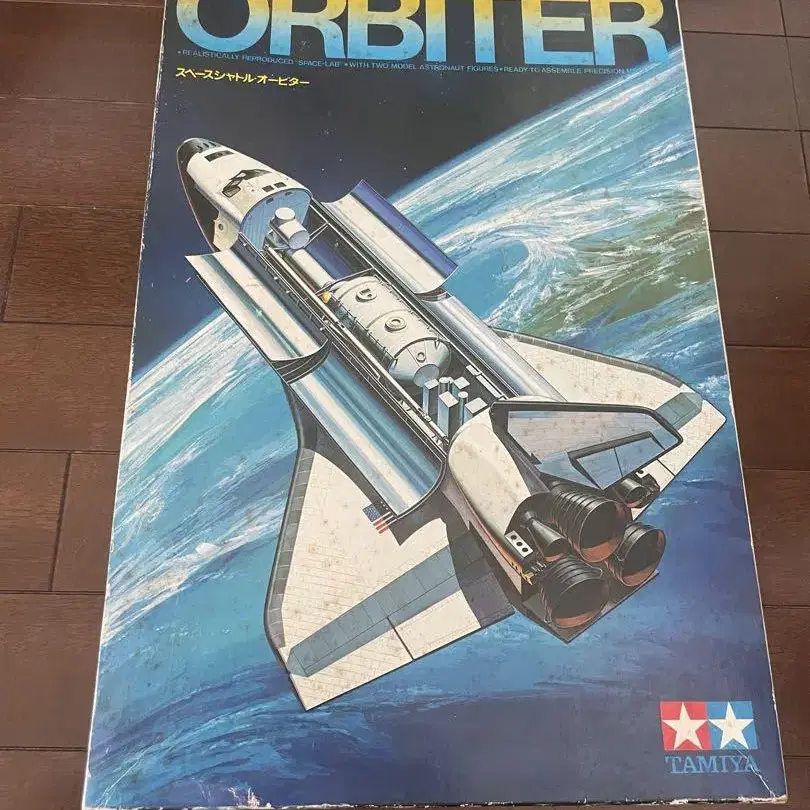 ORBITER
• REALISTICALLY REPRODUCED "SPACE-LAB" • WITH TWO MODEL ASTRONAUT FIGURES • READY TO ASSEMBLE PRECISION
スペースシャトル・オービター
TAMIYA